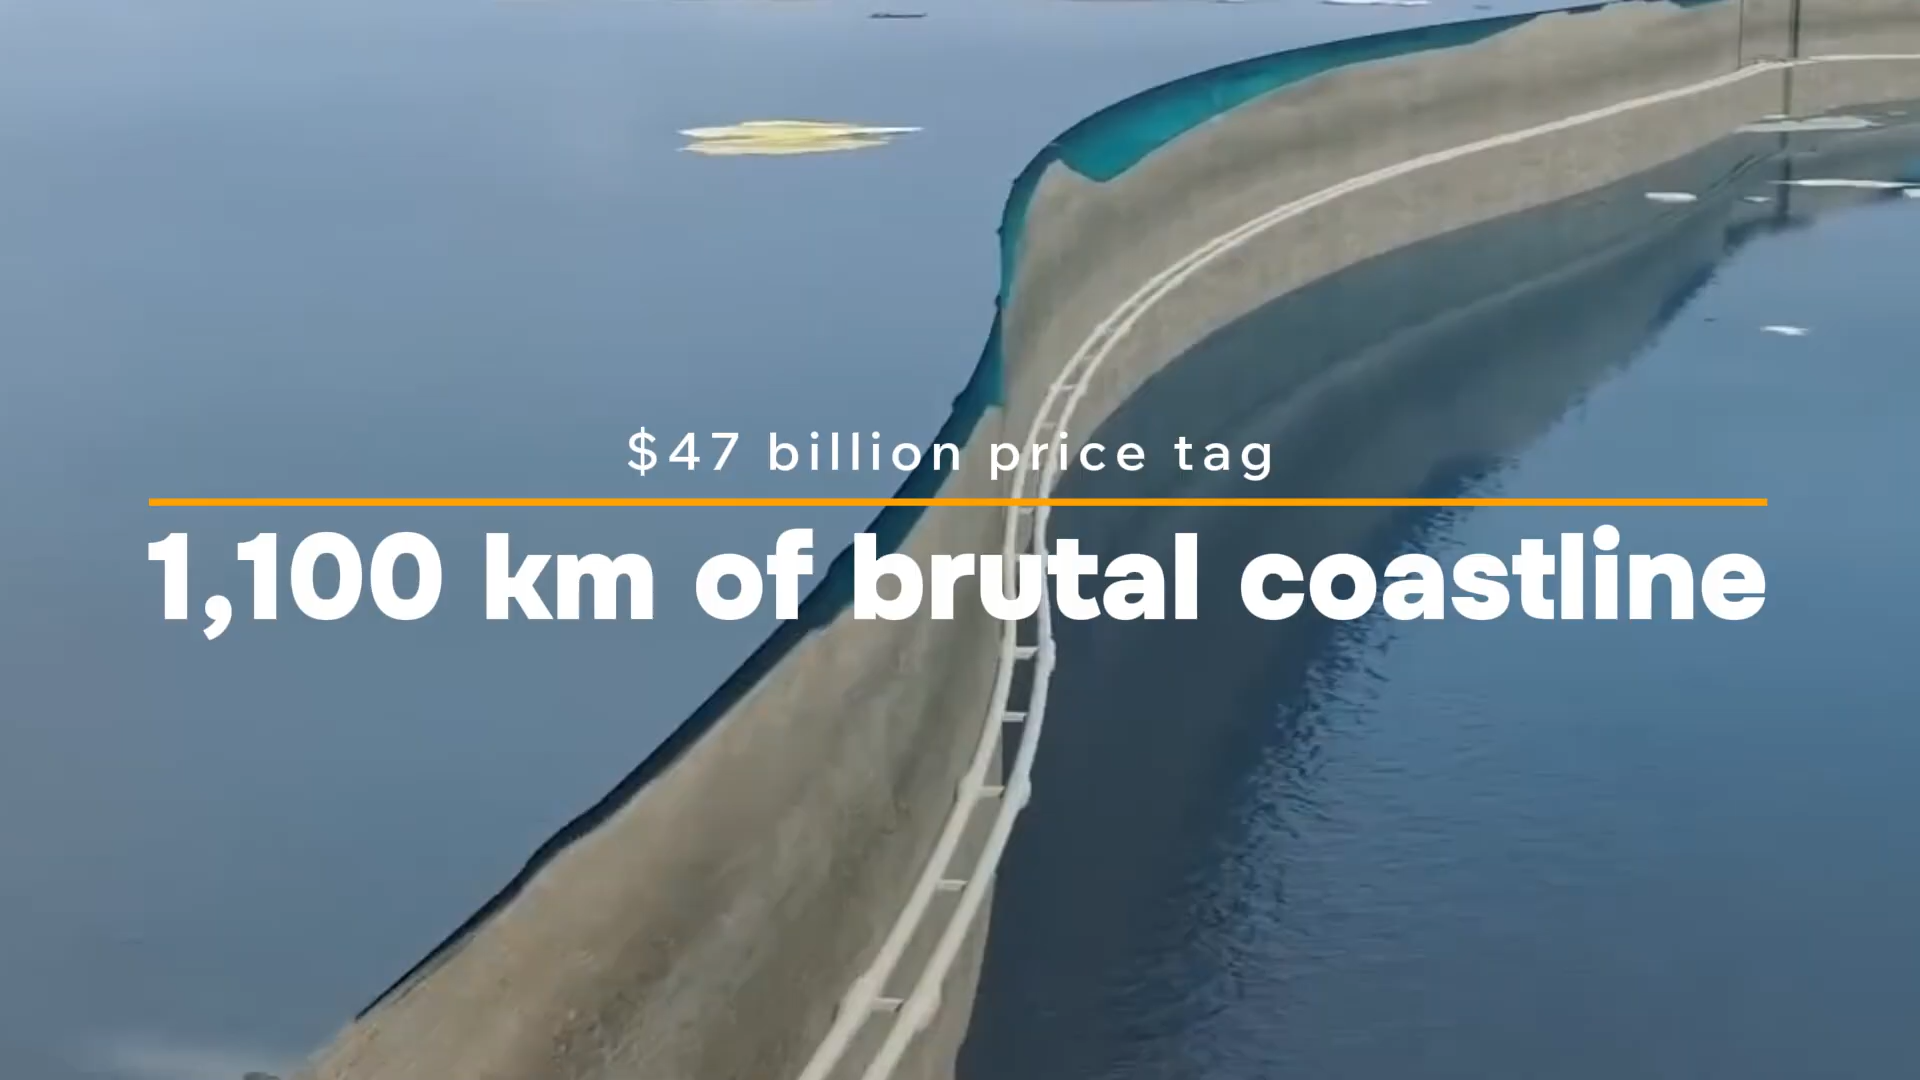 $47 billion price tag
1,100 km of brutal coastline